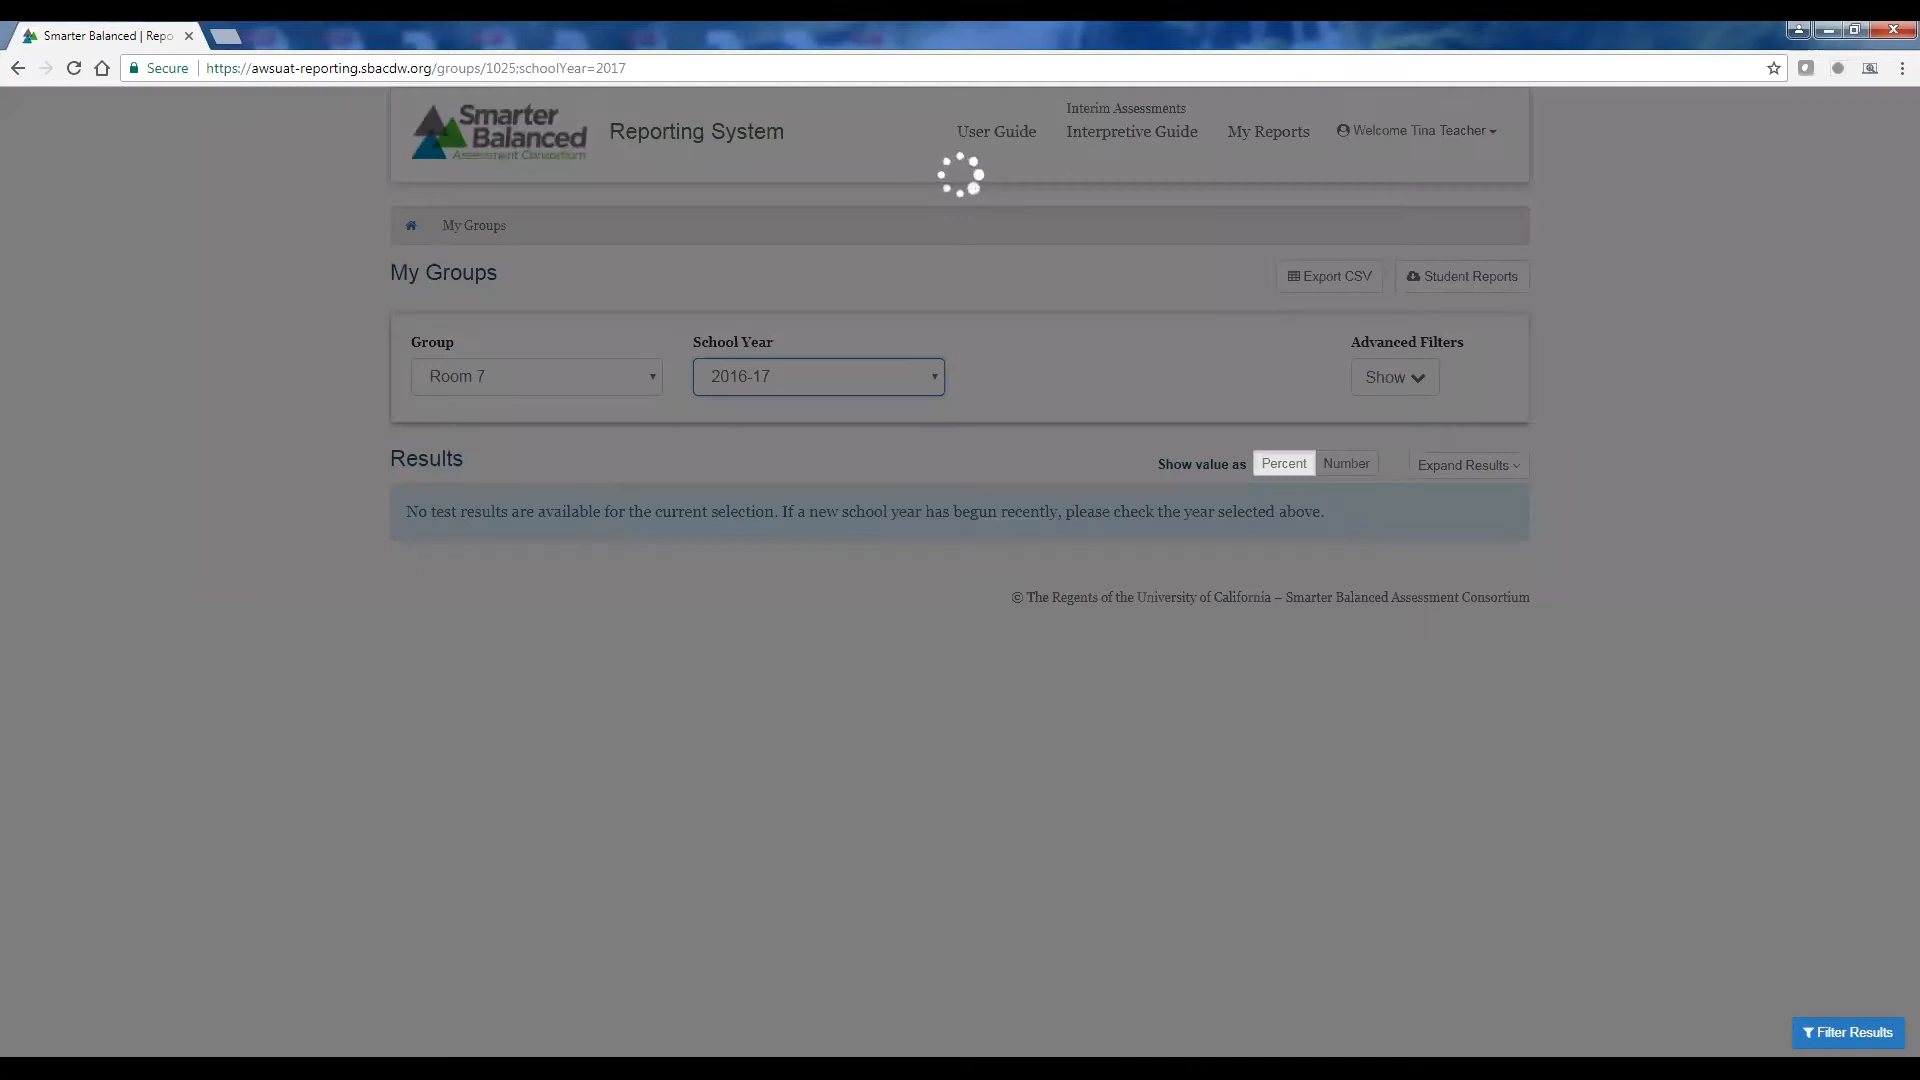 Smarter Balanced | Repo
Secure https://awsuat-reporting.sbacdw.org/groups/1025;schoolYear=2017
Smarter
Balanced
Assessment Consortium
Reporting System
User Guide
Interim Assessments
Interpretive Guide
My Reports
Welcome Tina Teacher
My Groups
My Groups
Export CSV
Student Reports
Group
School Year
Advanced Filters
Room 7
2016-17
Show
Results
Show value as
Percent
Number
Expand Results
No test results are available for the current selection. If a new school year has begun recently, please check the year selected above.
© The Regents of the University of California – Smarter Balanced Assessment Consortium
Filter Results